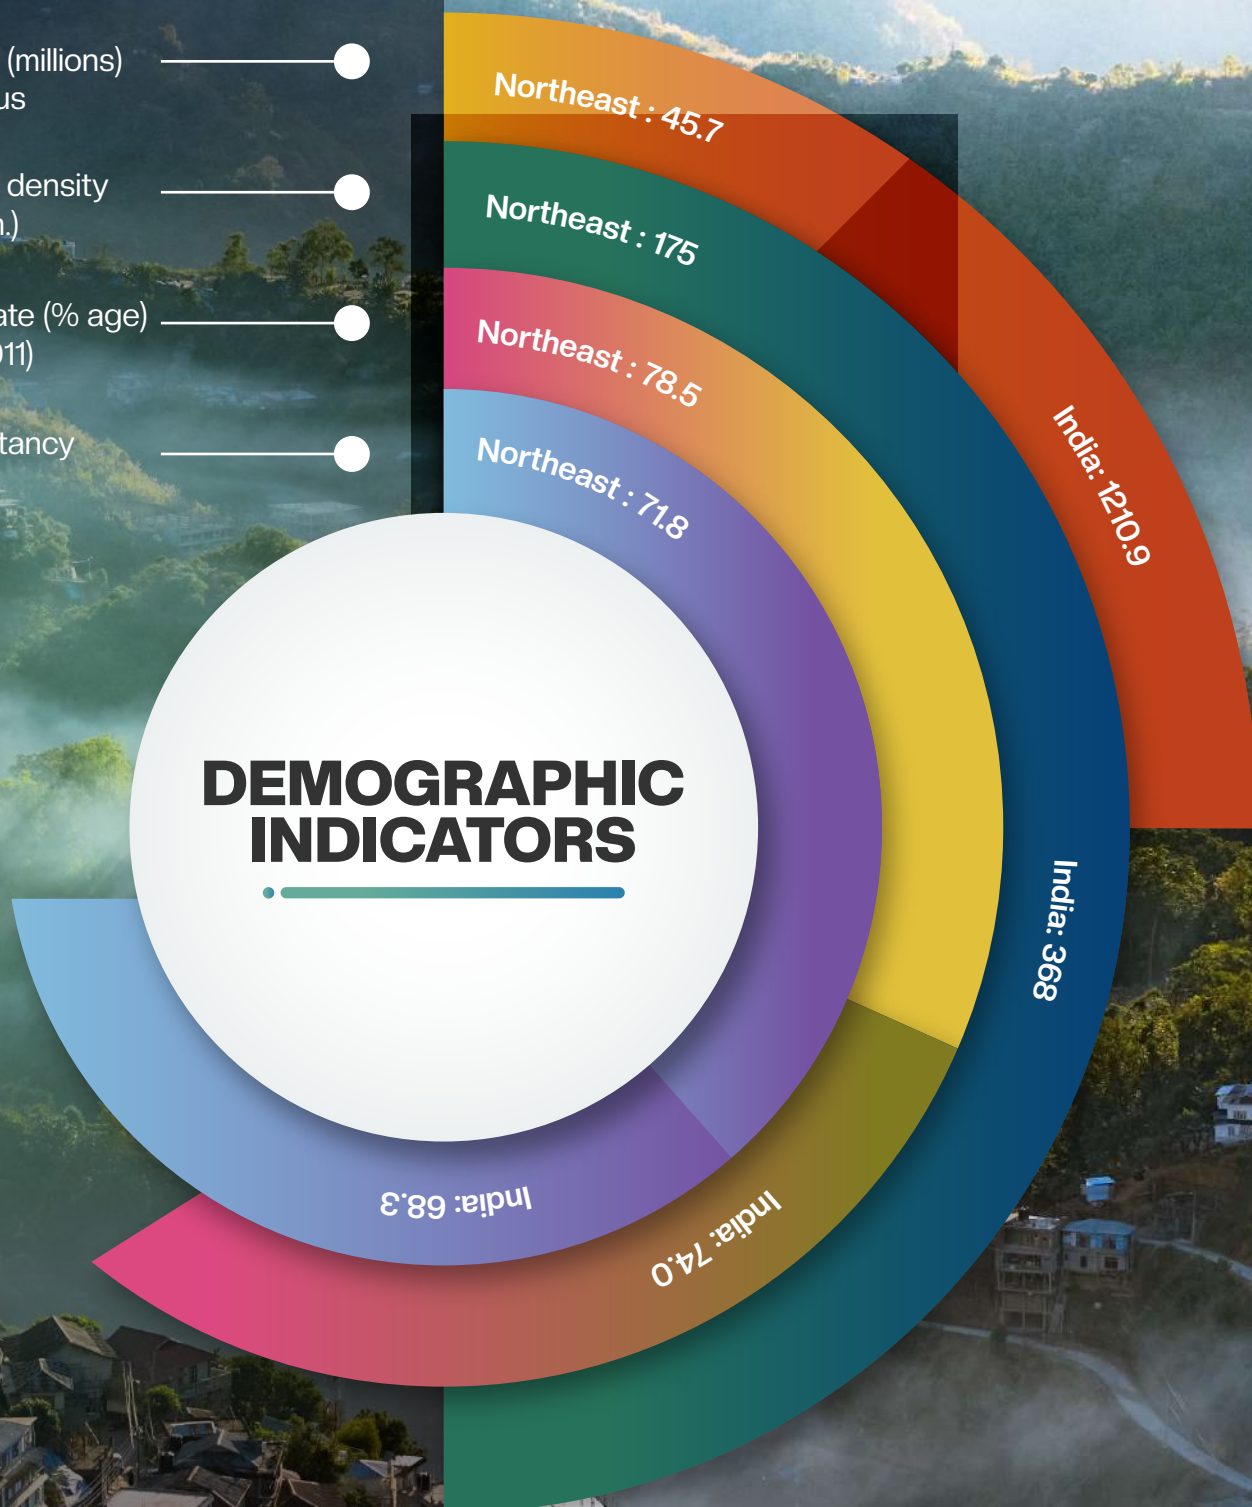 (millions)
us
density
n.)
ate (% age)
011)
tancy
Northeast : 45.7
India: 1210.9
Northeast : 175
India: 368
Northeast : 78.5
India: 74.0
Northeast : 71.8
India: 68.3
DEMOGRAPHIC
INDICATORS